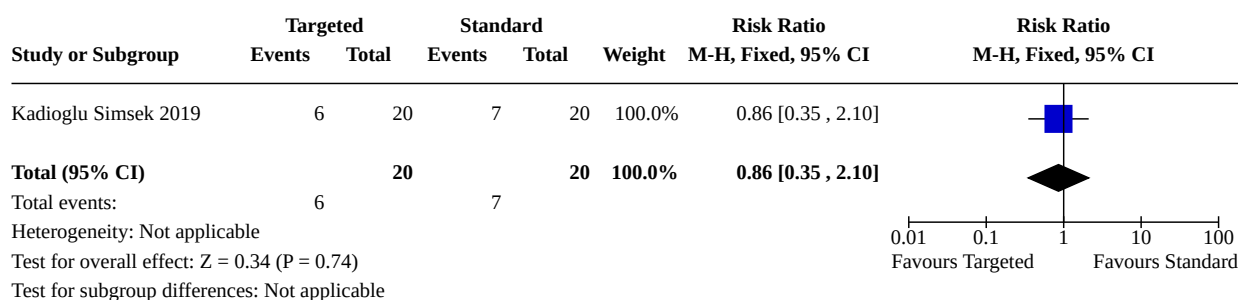 Targeted Standard Risk Ratio Risk Ratio
Study or Subgroup Events Total Events Total Weight M-H, Fixed, 95% CI M-H, Fixed, 95% CI
Kadioglu Simsek 2019 6 20 7 20 100.0% 0.86 [0.35 , 2.10]
Total (95% CI) 20 20 100.0% 0.86 [0.35 , 2.10]
Total events: 6 7
Heterogeneity: Not applicable
0.01 0.1 1 10 100
Test for overall effect: Z = 0.34 (P = 0.74) Favours Targeted Favours Standard
Test for subgroup differences: Not applicable